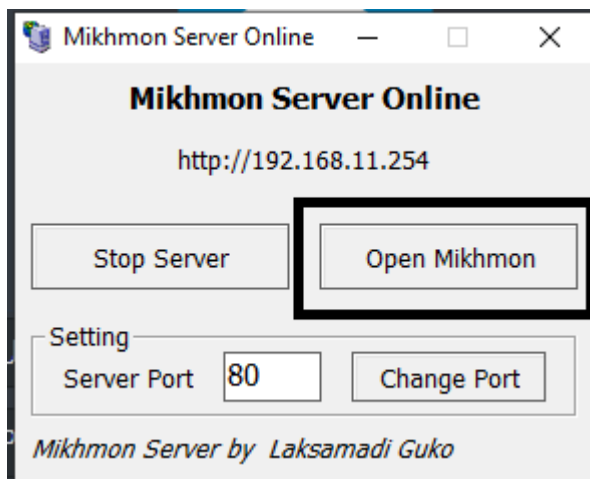 Mikhmon Server Online
Mikhmon Server Online
http://192.168.11.254
Stop Server Open Mikhmon
Setting
Server Port 80 Change Port
Mikhmon Server by Laksamadi Guko